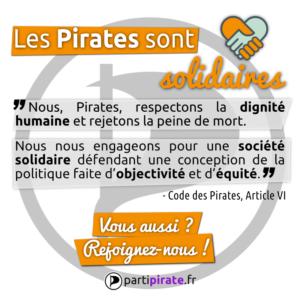 Les Pirates sont
solidaires
"Nous, Pirates, respectons la dignité
humaine et rejetons la peine de mort.
Nous nous engageons pour une société
solidaire défendant une conception de la
politique faite d'objectivité et d'équité."
- Code des Pirates, Article VI
Vous aussi ?
Rejoignez-nous !
partipirate.fr